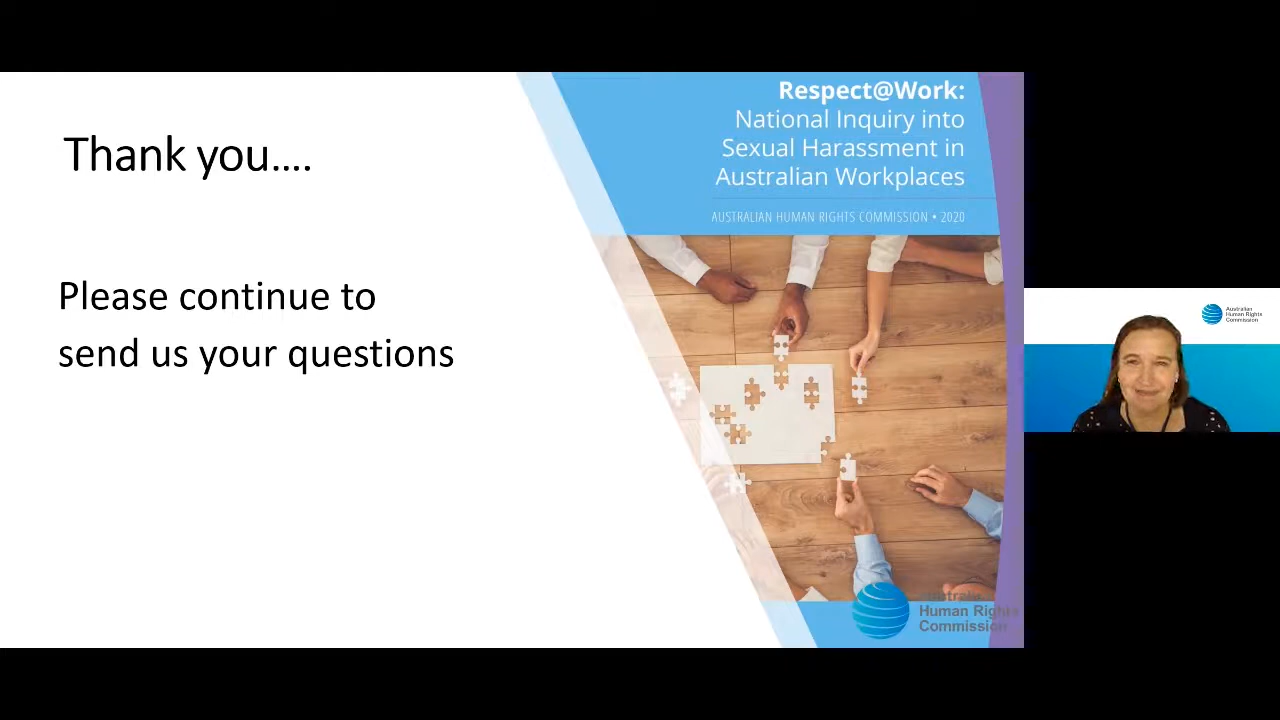 Thank you....
Please continue to
send us your questions
Respect@Work:
National Inquiry into
Sexual Harassment in
Australian Workplaces
AUSTRALIAN HUMAN RIGHTS COMMISSION • 2020
Australian
Human Rights
Commission
Australian
Human Rights
Commission